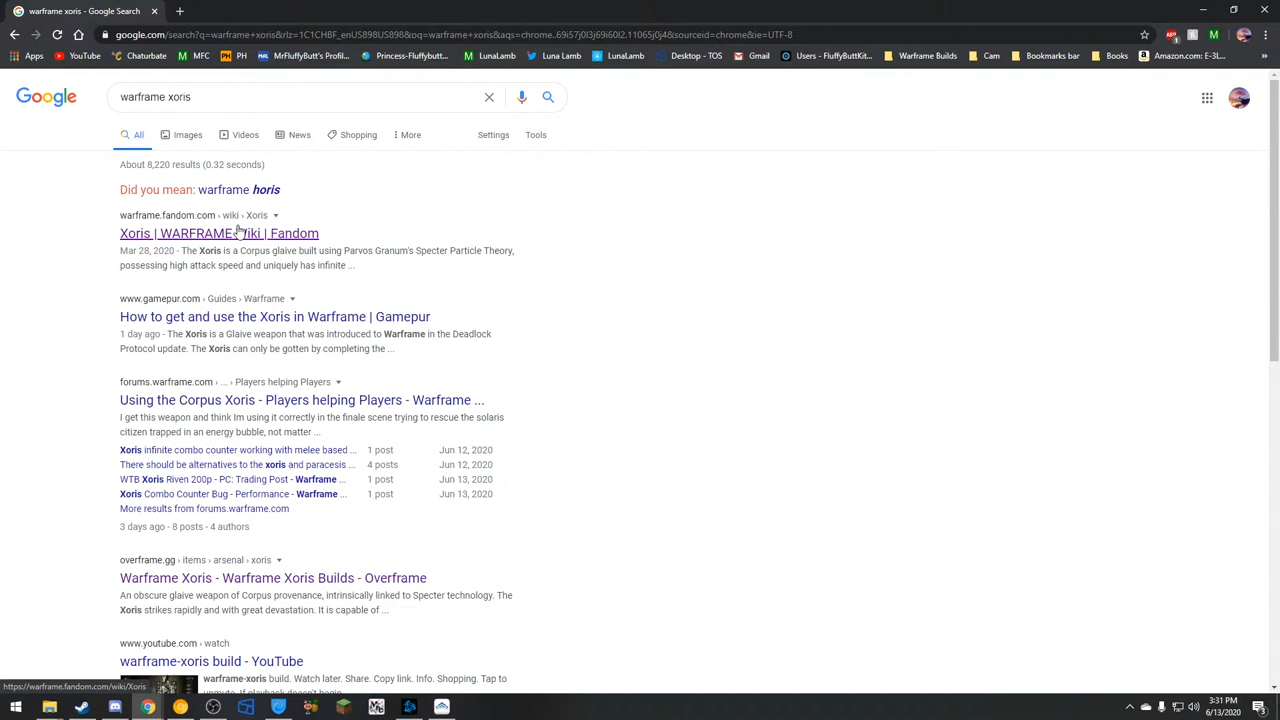 warframe xoris - Google Search
google.com/search?q=warframe+xoris&rlz=1C1CHBF_enUS898US898&oq=warframe+xoris&aqs=chrome..69i57j0l3j69i60l2.11065j0j4&sourceid=chrome&ie=UTF-8
Apps YouTube Chaturbate MFC PH MrFluffyButt's Profil... Princess-Fluffybutt... MunaLamb Luna Lamb LunaLamb Desktop - TOS Gmail Users - FluffyButtKit... Warframe Builds Bookmarks bar Books AmazonLuna E-3Lamb
Google
warframe xoris
All Images Videos News Shopping More Settings Tools
About 8,220 results (0.32 seconds)
Did you mean: warframe horis
warframe.fandom.com › wiki › Xoris
Xoris | WARFRAME Wiki | Fandom
Mar 28, 2020 - The Xoris is a Corpus glaive built using Parvos Granum's Specter Particle Theory,
possessing high attack speed and uniquely has infinite ...
www.gamepur.com › Guides › Warframe
How to get and use the Xoris in Warframe | Gamepur
1 day ago - The Xoris is a Glaive weapon that was introduced to Warframe in the Deadlock
Protocol update. The Xoris can only be gotten by completing the ...
forums.warframe.com › ... › Players helping Players
Using the Corpus Xoris - Players helping Players - Warframe ...
I get this weapon and think Im using it correctly in the finale scene trying to rescue the solaris
citizen trapped in an energy bubble, not matter ...
Xoris infinite combo counter working with melee based ... 1 post Jun 12, 2020
There should be alternatives to the xoris and paracesis ... 4 posts Jun 12, 2020
WTB Xoris Riven 200p - PC: Trading Post - Warframe ... 1 post Jun 13, 2020
Xoris Combo Counter Bug - Performance - Warframe ... 1 post Jun 13, 2020
More results from forums.warframe.com
3 days ago - 8 posts - 4 authors
overframe.gg › items › arsenal › xoris
Warframe Xoris - Warframe Xoris Builds - Overframe
An obscure glaive weapon of Corpus provenance, intrinsically linked to Specter technology. The
Xoris strikes rapidly and with great devastation. It is capable of ...
www.youtube.com › watch
warframe-xoris build - YouTube
warframe-xoris build. Watch later. Share. Copy link. Info. Shopping. Tap to
unmute. If playback doesn't begin
https://warframe.fandom.com/wiki/Xoris
3:31 PM
6/13/2020